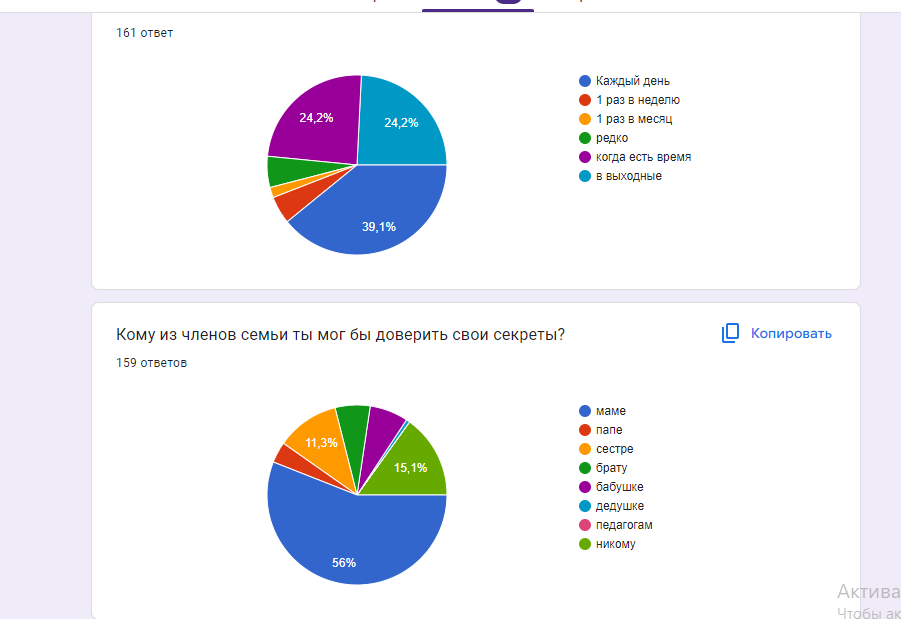 161 ответ
24,2%
24,2%
39,1%
Каждый день
1 раз в неделю
1 раз в месяц
редко
когда есть время
в выходные
Кому из членов семьи ты мог бы доверить свои секреты?
Копировать
159 ответов
11,3%
15,1%
56%
маме
папе
сестре
брату
бабушке
дедушке
педагогам
никому
Актива
Чтобы ак